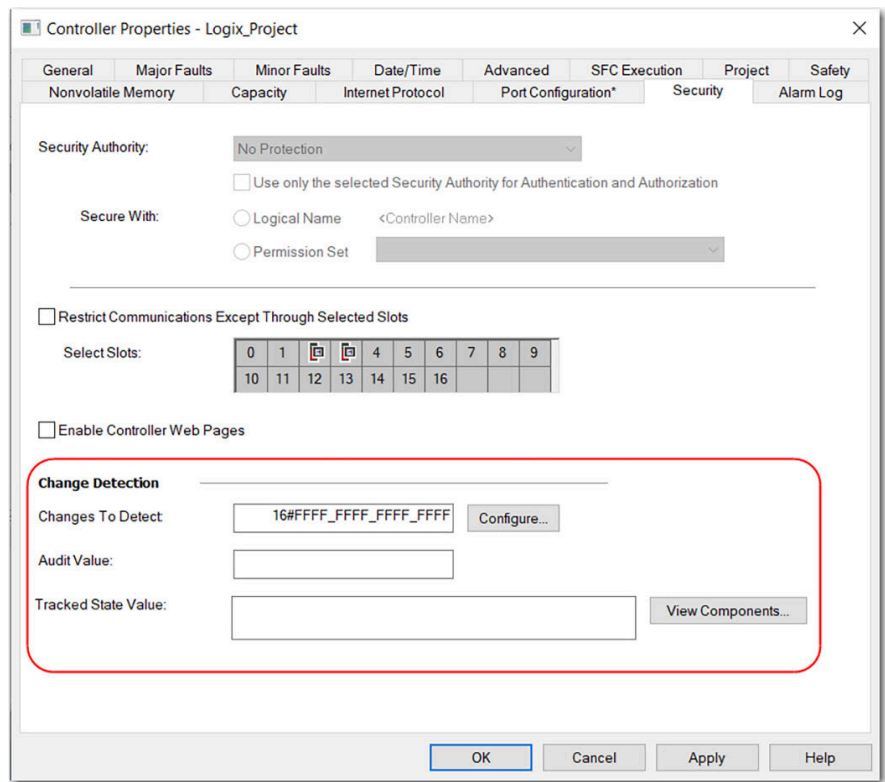 Controller Properties - Logix_Project
General Major Faults Minor Faults Date/Time Advanced SFC Execution Project Safety
Nonvolatile Memory Capacity Internet Protocol Port Configuration* Security Alarm Log
Security Authority: No Protection
Use only the selected Security Authority for Authentication and Authorization
Secure With: Logical Name <Controller Name>
Permission Set
Restrict Communications Except Through Selected Slots
Select Slots: 0 1 4 5 6 7 8 9
10 11 12 13 14 15 16
Enable Controller Web Pages
Change Detection
Changes To Detect: 16#FFFF_FFFF_FFFF_FFFF Configure...
Audit Value:
Tracked State Value: View Components...
OK Cancel Apply Help